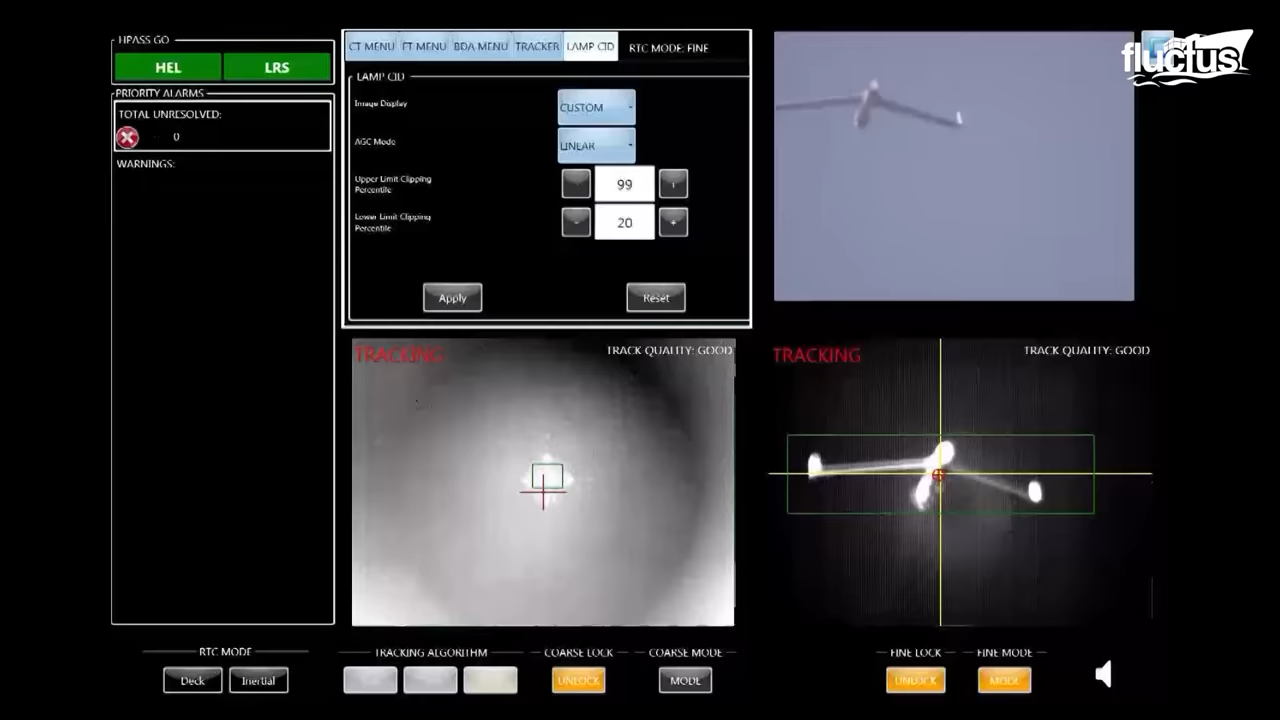 HPASS GO
HEL
LRS
PRIORITY ALARMS
TOTAL UNRESOLVED:
0
WARNINGS:
CT MENU
FT MENU
BDA MENU
TRACKER
LAMP CID
RTC MODE: FINE
LAMP CID
Image Display
CUSTOM
AGC Mode
LINEAR
Upper Limit Clipping
Percentile
99
Lower Limit Clipping
Percentile
-
20
+
Apply
Reset
fluctus
TRACKING
TRACK QUALITY: GOOD
TRACKING
TRACK QUALITY: GOOD
RTC MODE
Deck
Inertial
TRACKING ALGORITHM
COARSE LOCK
UNLOCK
COARSE MODE
MODE
FINE LOCK
UNLOCK
FINE MODE
MODE